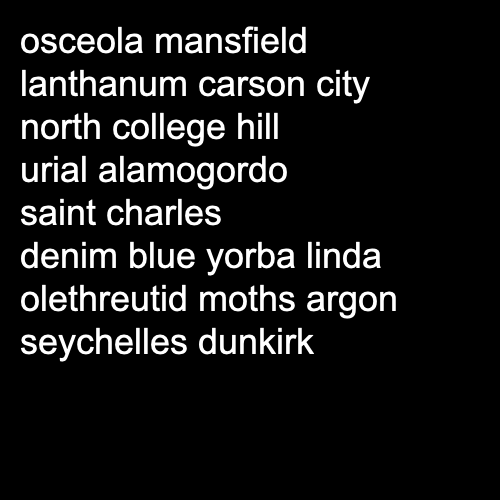 osceola mansfield
lanthanum carson city
north college hill
urial alamogordo
saint charles
denim blue yorba linda
olethreutid moths argon
seychelles dunkirk